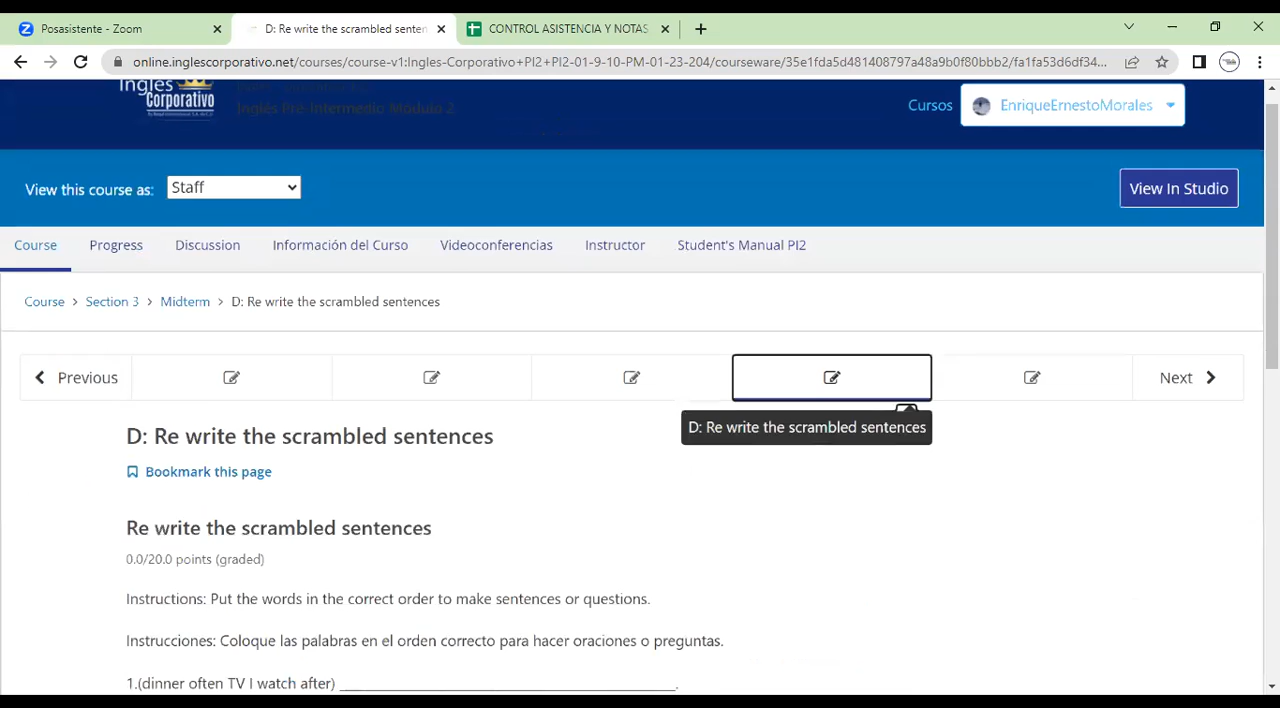 Posasistente - Zoom
D: Re write the scrambled senten
CONTROL ASISTENCIA Y NOTAS
online.inglescorporativo.net/courses/course-v1:Ingles-Corporativo+PI2+PI2-01-9-10-PM-01-23-204/courseware/35e1fda5d481408797a48a9b0f80bbb2/fa1fa53d6df34...
Ingles
Corporativo
Inglés Pre-Intermedio Modulo 2
Cursos
EnriqueErnestoMorales
View this course as:
Staff
View In Studio
Course
Progress
Discussion
Información del Curso
Videoconferencias
Instructor
Student's Manual PI2
Course > Section 3 > Midterm > D: Re write the scrambled sentences
Previous
Next
D: Re write the scrambled sentences
D: Re write the scrambled sentences
Bookmark this page
Re write the scrambled sentences
0.0/20.0 points (graded)
Instructions: Put the words in the correct order to make sentences or questions.
Instrucciones: Coloque las palabras en el orden correcto para hacer oraciones o preguntas.
1.(dinner often TV I watch after) ________________________________________________.